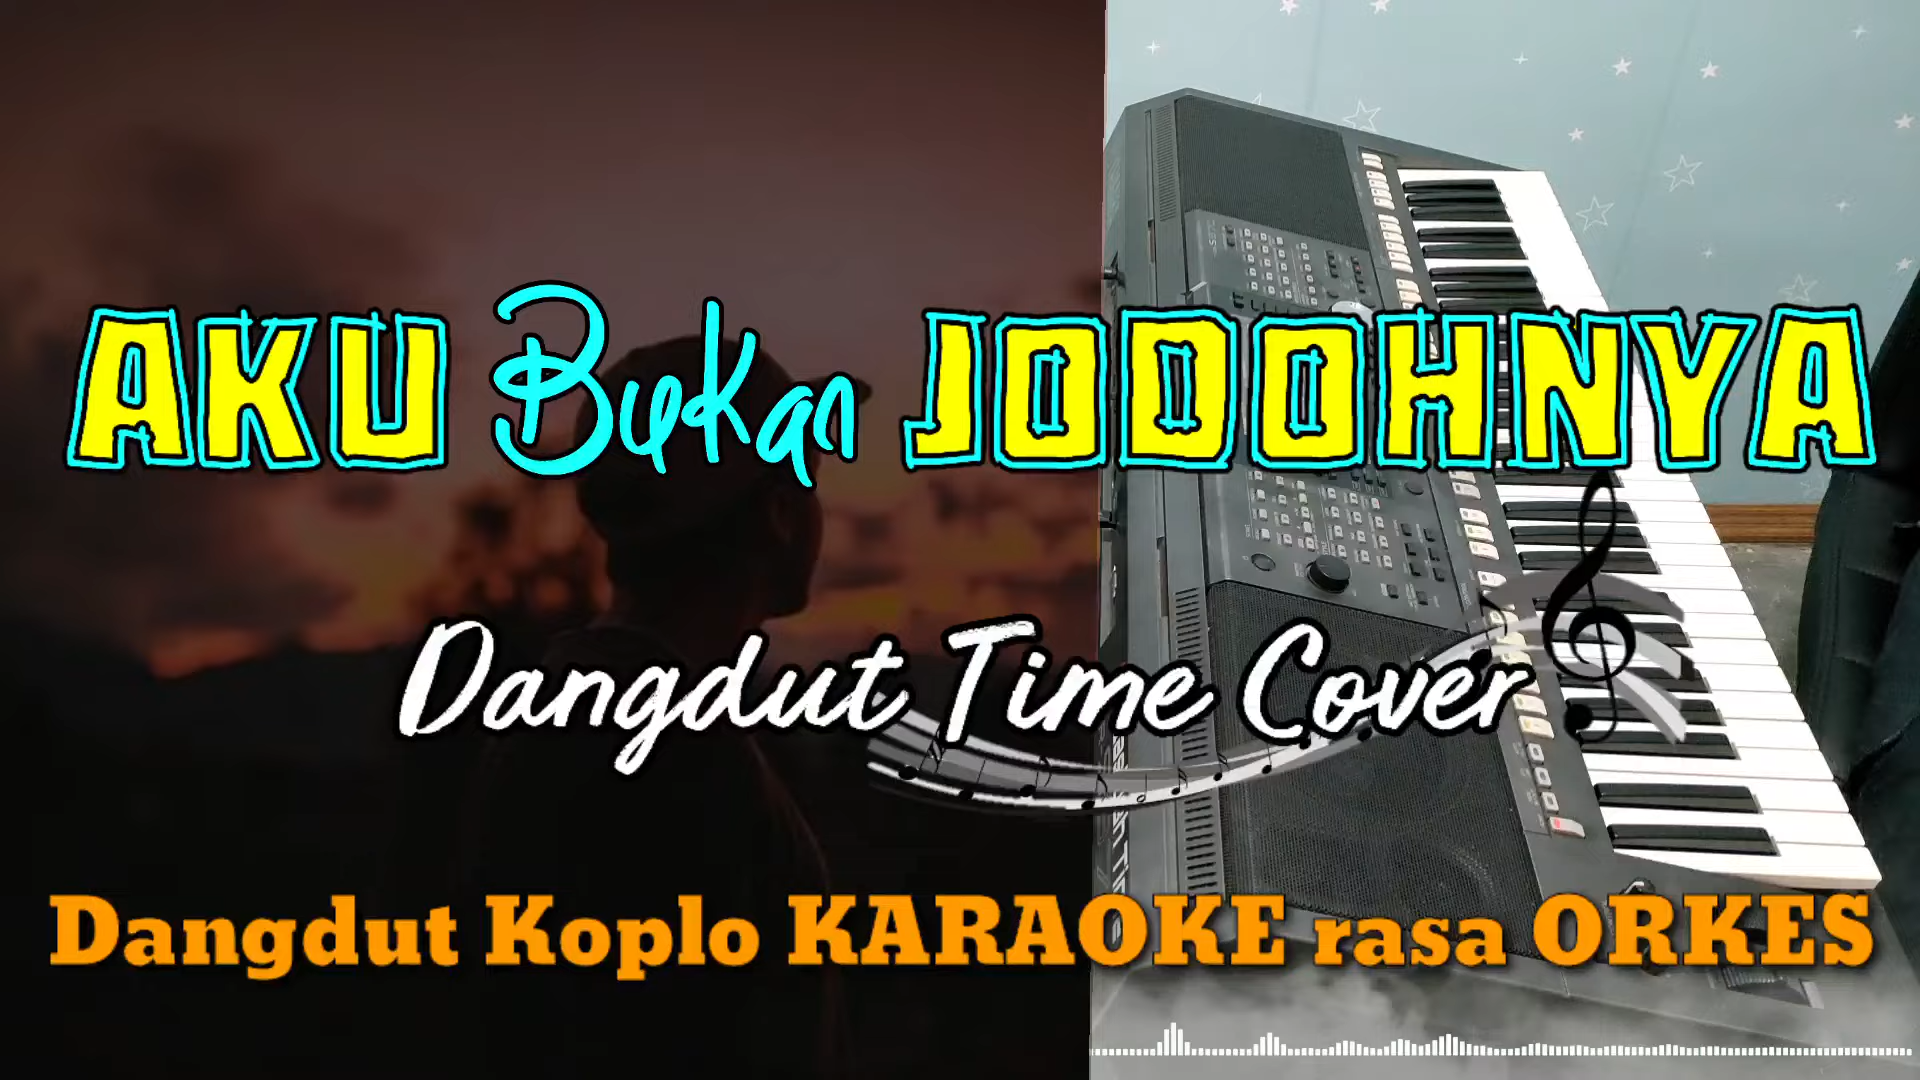 AKU Bukan JODOHNYA
Dangdut Time Cover
Dangdut Koplo KARAOKE rasa ORKES